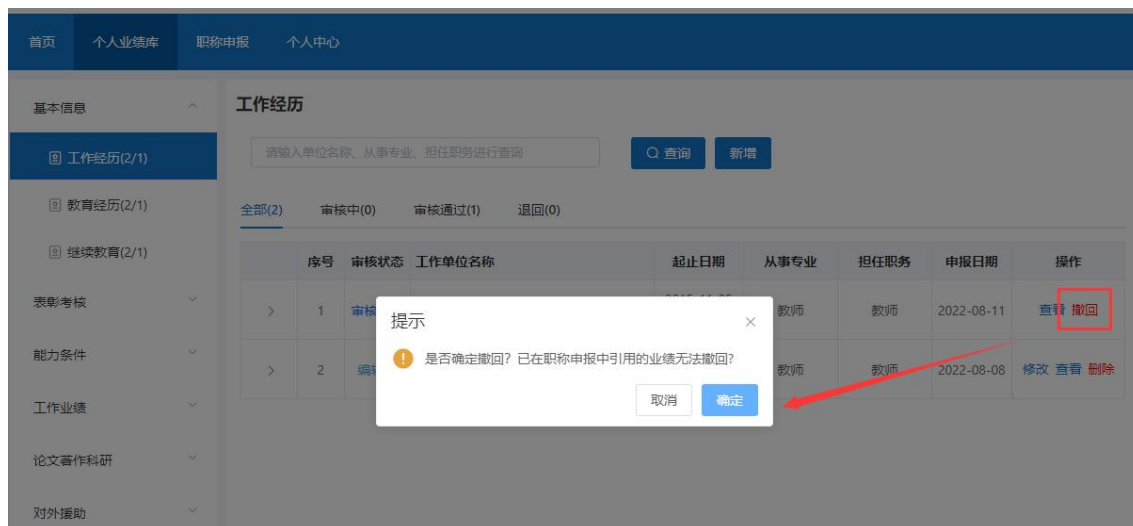 首页 个人业绩库 职称申报 个人中心
基本信息
工作经历(2/1)
教育经历(2/1)
继续教育(2/1)
表彰考核
能力条件
工作业绩
论文著作科研
对外援助
工作经历
请输入单位名称、从事专业、担任职务进行查询 查询 新增
全部(2) 审核中(0) 审核通过(1) 退回(0)
序号 审核状态 工作单位名称 起止日期 从事专业 担任职务 申报日期 操作
1 审核 教师 教师 2022-08-11 查看 撤回
2 教师 教师 2022-08-08 修改 查看 删除
提示
是否确定撤回？已在职称申报中引用的业绩无法撤回?
取消 确定